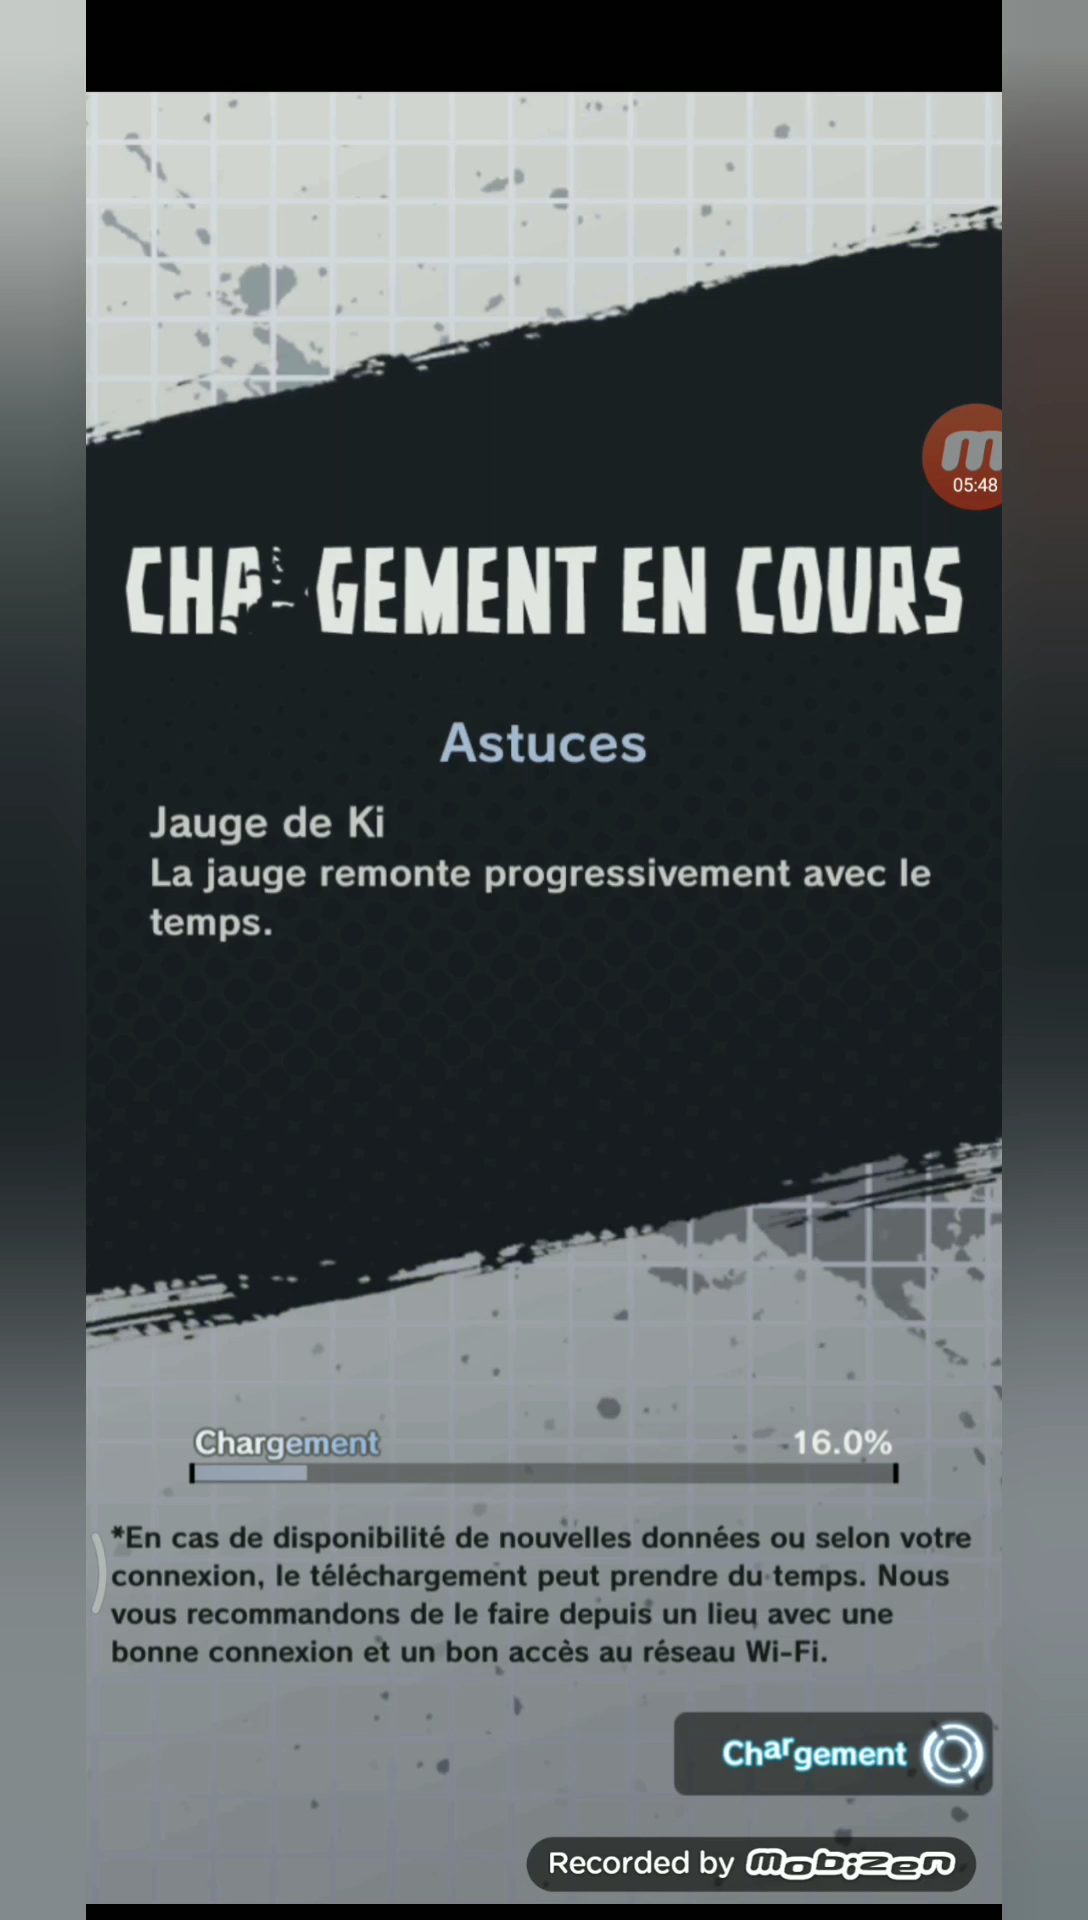 m
05:48
CHARGEMENT EN COURS
Astuces
Jauge de Ki
La jauge remonte progressivement avec le
temps.
Chargement
16.0%
*En cas de disponibilité de nouvelles données ou selon votre
connexion, le téléchargement peut prendre du temps. Nous
vous recommandons de le faire depuis un lieu avec une
bonne connexion et un bon accès au réseau Wi-Fi.
Chargement
Recorded by mobizen